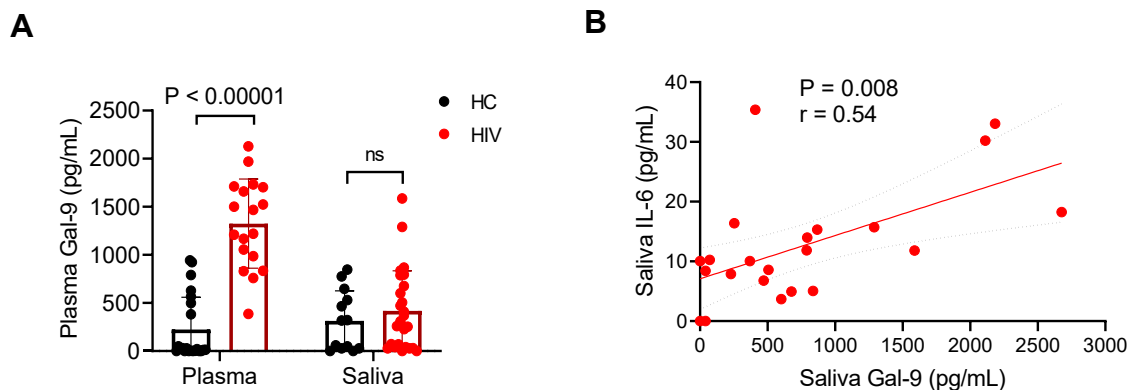 A
P < 0.00001
ns
HC
HIV
Plasma Gal-9 (pg/mL)
2500
2000
1500
1000
500
0
Plasma
Saliva
B
P = 0.008
r = 0.54
Saliva IL-6 (pg/mL)
40
30
20
10
0
0
500
1000
1500
2000
2500
3000
Saliva Gal-9 (pg/mL)